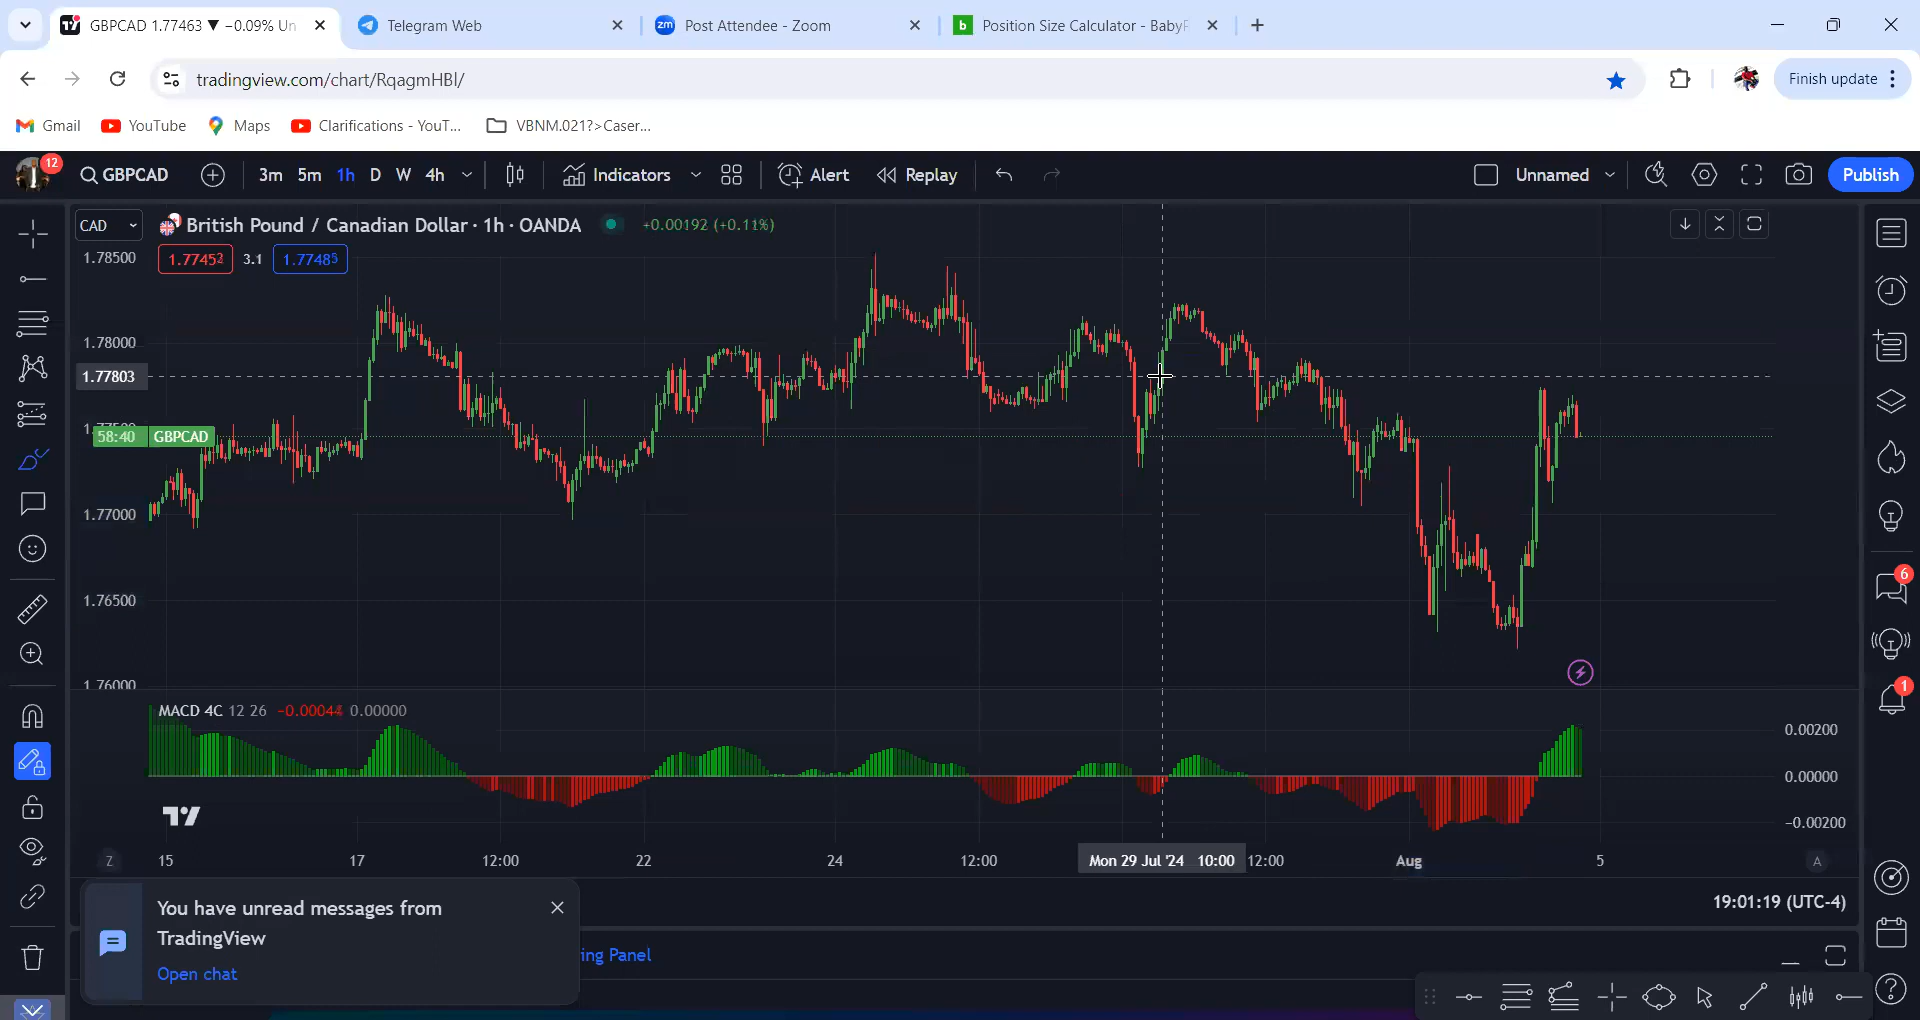 GBPCAD 1.77463 ▼ −0.09% Un
Telegram Web
zm Post Attendee - Zoom
b Position Size Calculator - BabyP
tradingview.com/chart/RqagmHBl/
Finish update
Gmail YouTube Maps Clarifications - YouT... VBNM.021?>Caser...
12 GBPCAD 3m 5m 1h D W 4h Indicators Alert Replay Unnamed Publish
CAD British Pound / Canadian Dollar · 1h · OANDA +0.00192 (+0.11%)
1.78500 1.77452 3.1 1.77485
1.78000
1.77803
58:40 GBPCAD
1.77000
1.76500
6
1.76000
1
MACD 4C 12 26 0.00000
0.00200
0.00000
−0.00200
Z 15 17 12:00 22 24 12:00 Mon 29 Jul '24 10:00 12:00 Aug 5 A
You have unread messages from
TradingView
Open chat
19:01:19 (UTC-4)
ing Panel